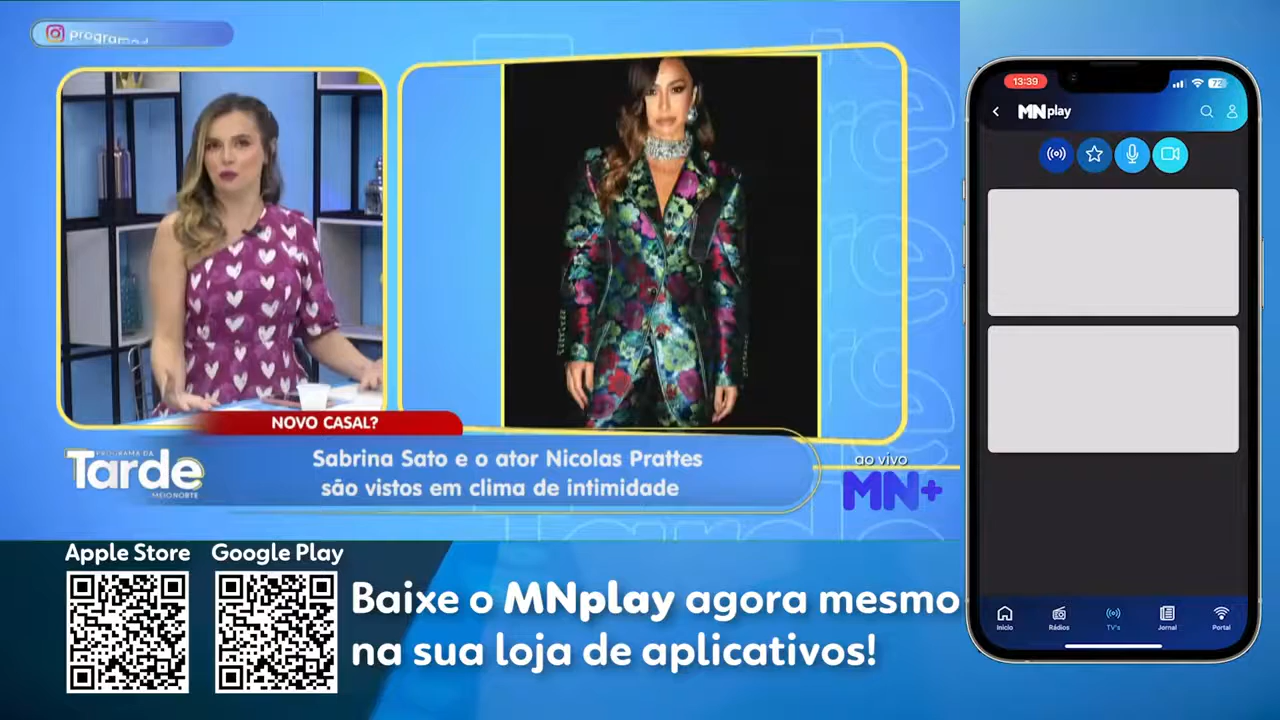 NOVO CASAL?
PROGRAMA DA
Tarde
MEIO NORTE
Sabrina Sato e o ator Nicolas Prattes
são vistos em clima de intimidade
ao vivo
MN+
Apple Store
Google Play
Baixe o MNplay agora mesmo
na sua loja de aplicativos!
13:39
MNplay
Início
Rádios
TV's
Jornal
Portal